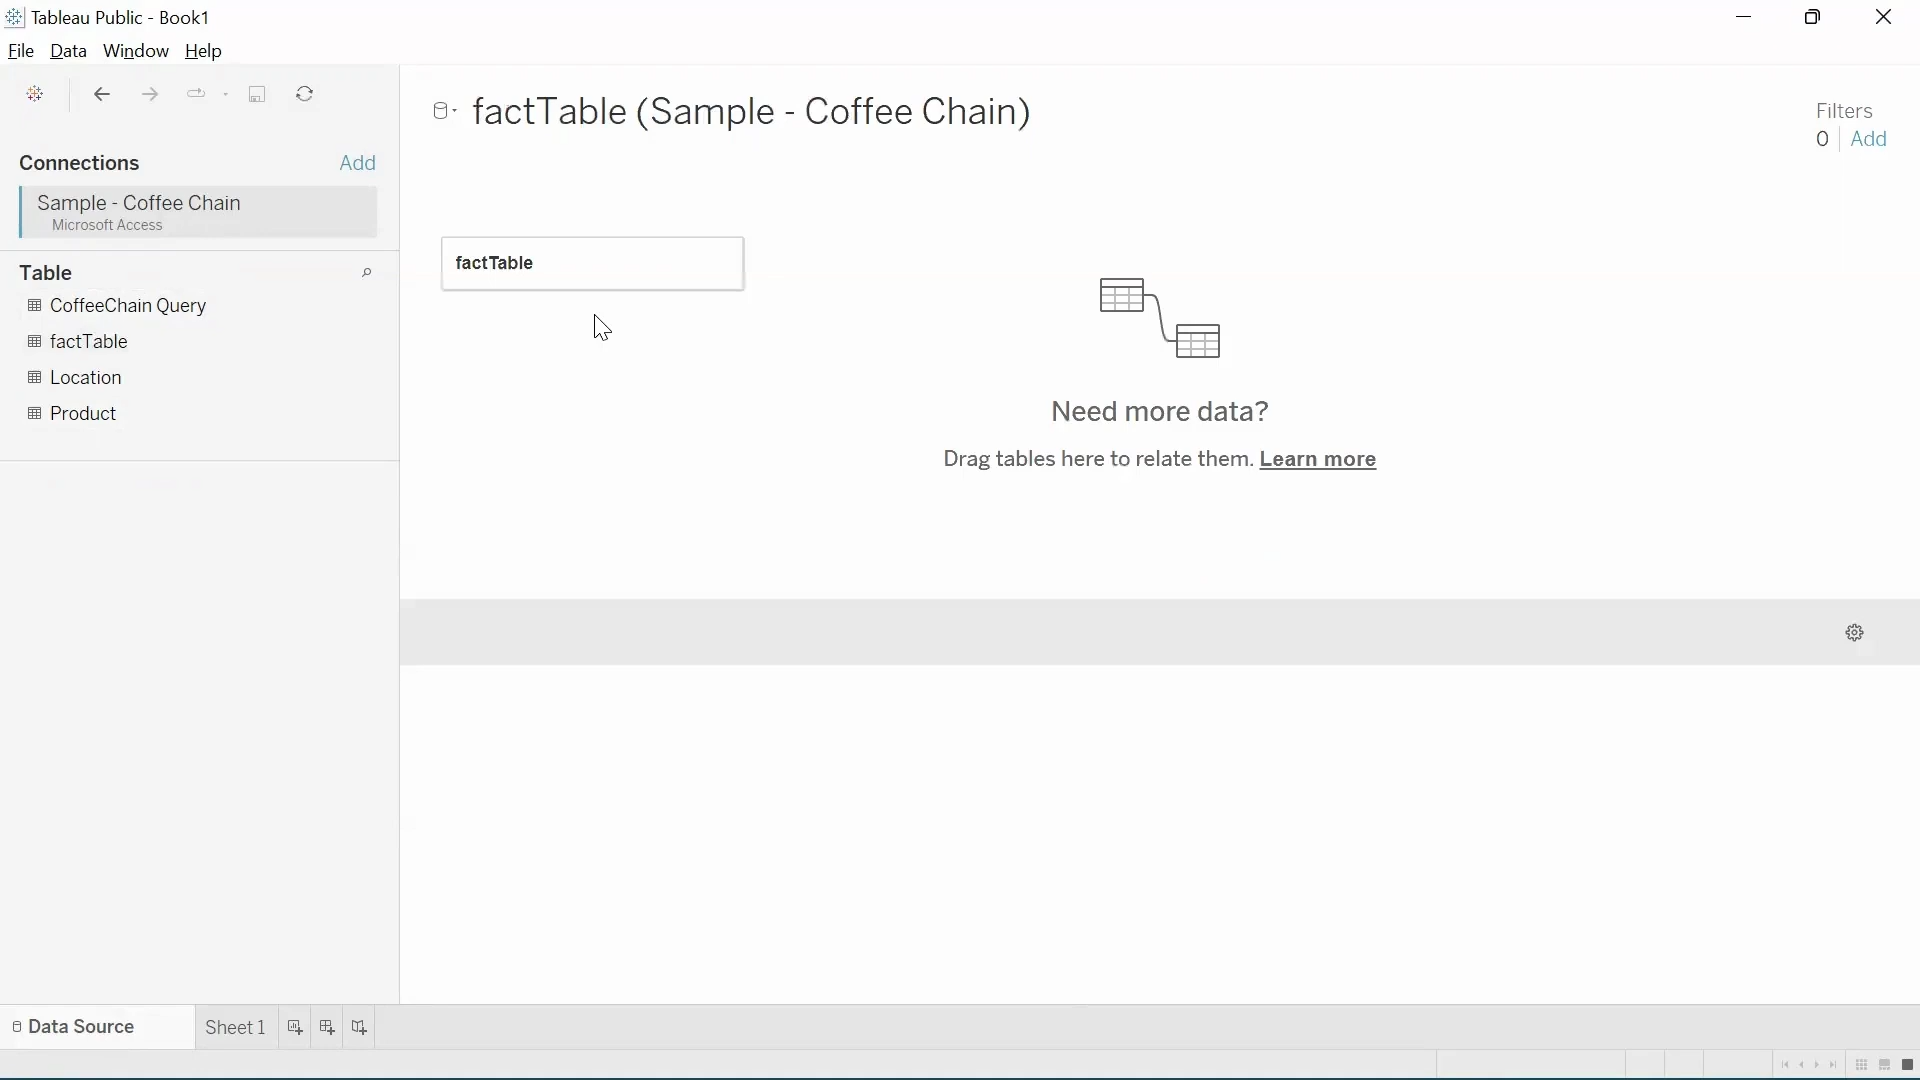 Tableau Public - Book1
File Data Window Help
Connections Add
Sample - Coffee Chain
Microsoft Access
Table
CoffeeChain Query
factTable
Location
Product
factTable (Sample - Coffee Chain)
Filters
0 Add
factTable
Need more data?
Drag tables here to relate them. Learn more
Data Source Sheet 1